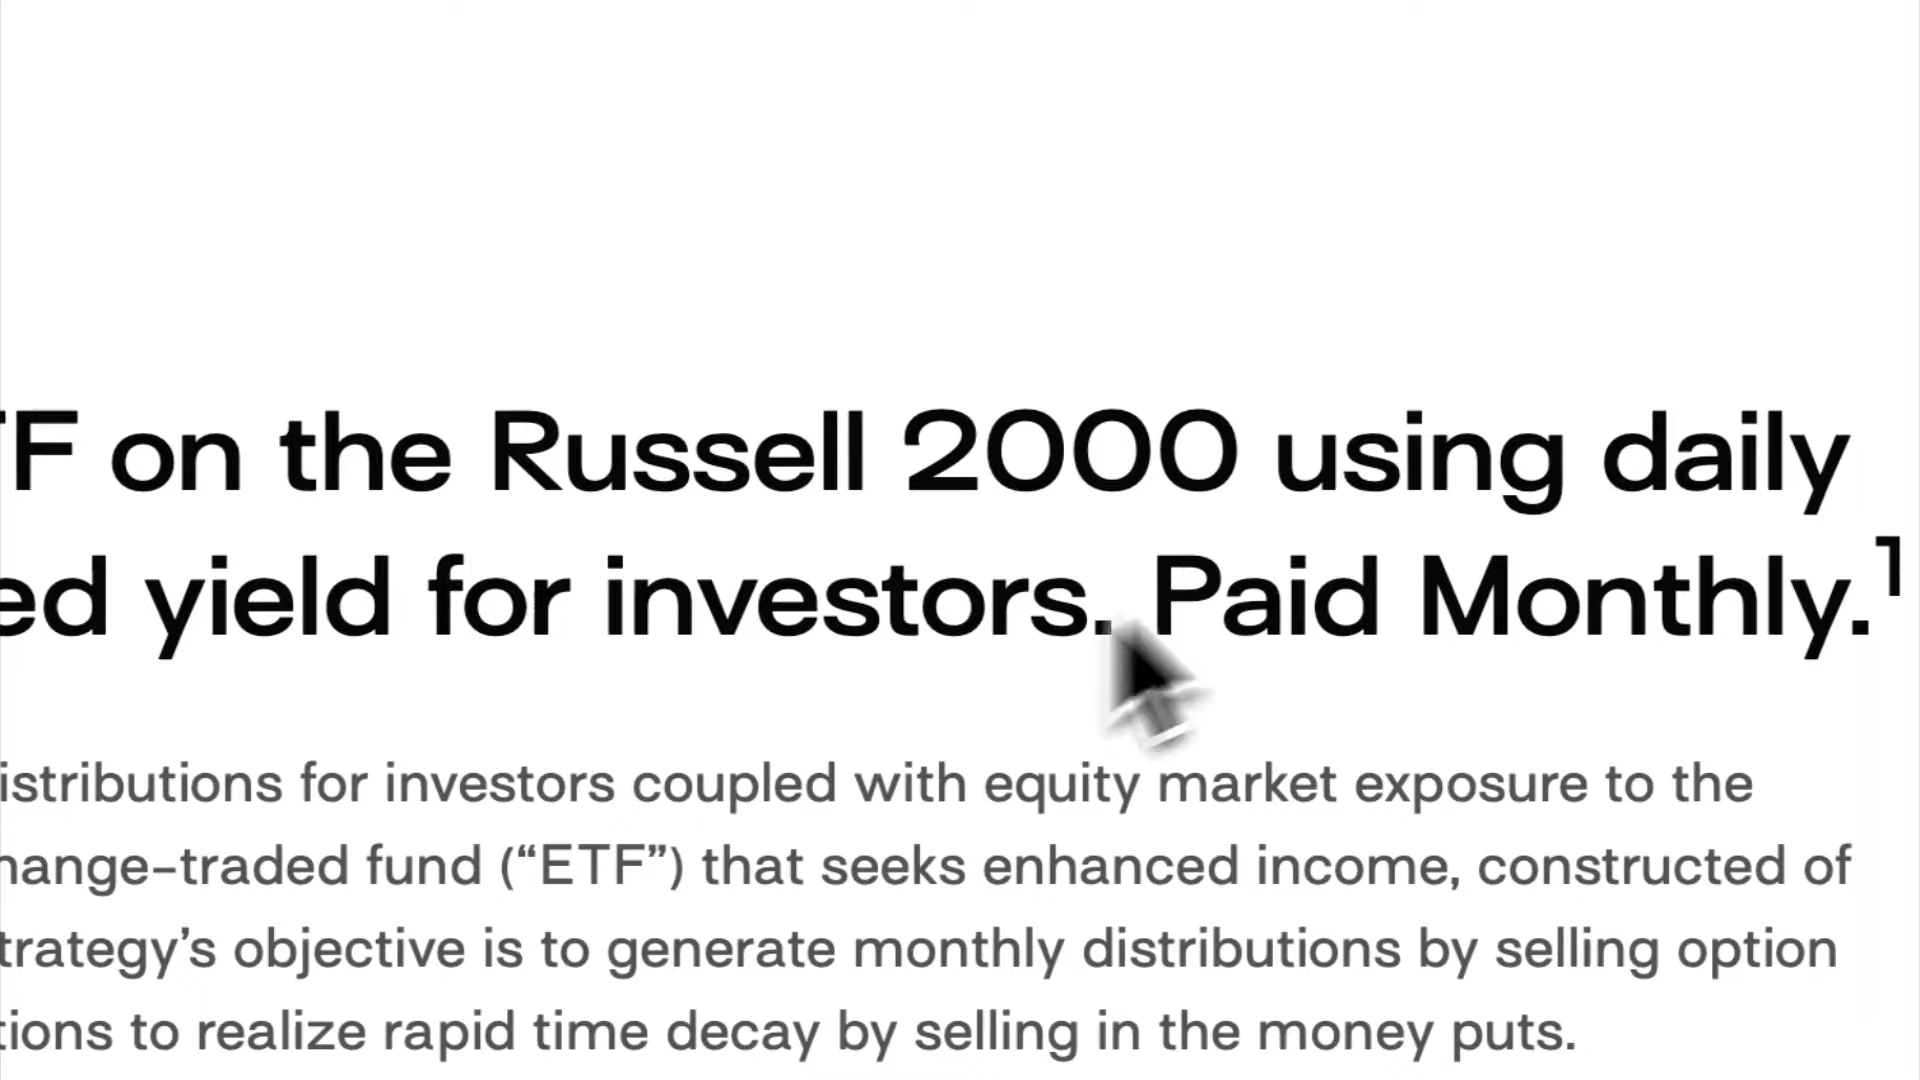 F on the Russell 2000 using daily
ed yield for investors. Paid Monthly.1
istributions for investors coupled with equity market exposure to the
hange-traded fund (“ETF”) that seeks enhanced income, constructed of
trategy’s objective is to generate monthly distributions by selling option
tions to realize rapid time decay by selling in the money puts.